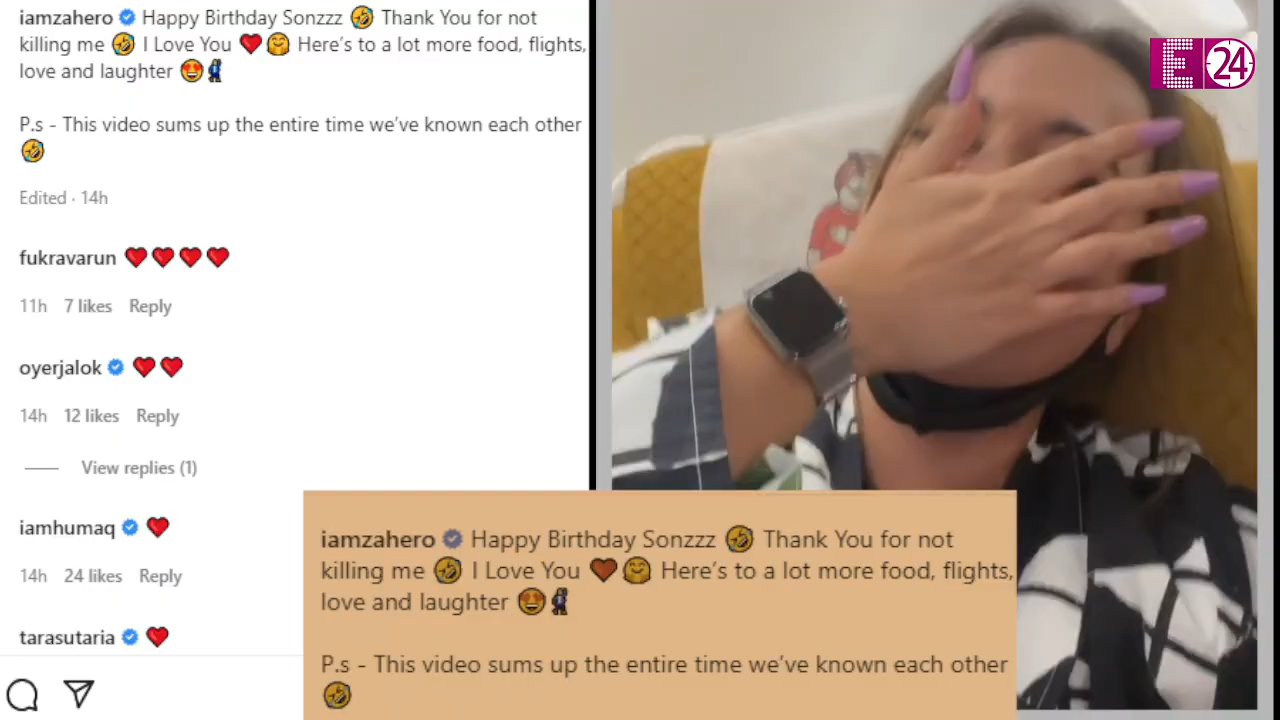 iamzahero Happy Birthday Sonzzz 🤣 Thank You for not
killing me 🤣 I Love You ❤️🤗 Here's to a lot more food, flights,
love and laughter 😍👫
P.s - This video sums up the entire time we've known each other
🤣
Edited · 14h
fukravarun ❤️❤️❤️❤️
11h 7 likes Reply
oyerjalok ❤️❤️
14h 12 likes Reply
View replies (1)
iamhumaq ❤️
14h 24 likes Reply
tarasutaria ❤️
E 24
iamzahero Happy Birthday Sonzzz 🤣 Thank You for not
killing me 🤣 I Love You ❤️🤗 Here's to a lot more food, flights,
love and laughter 😍👫
P.s - This video sums up the entire time we've known each other
🤣